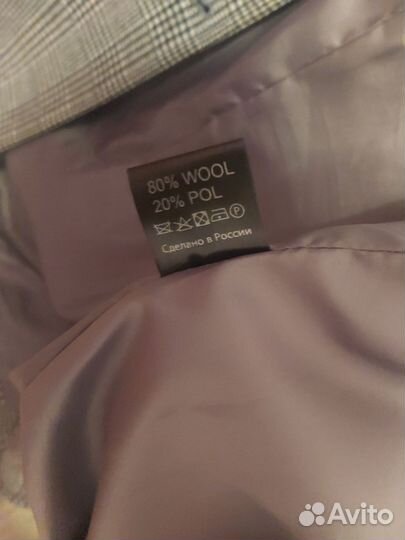 80% WOOL
20% POL
P
Сделано в России
Avito